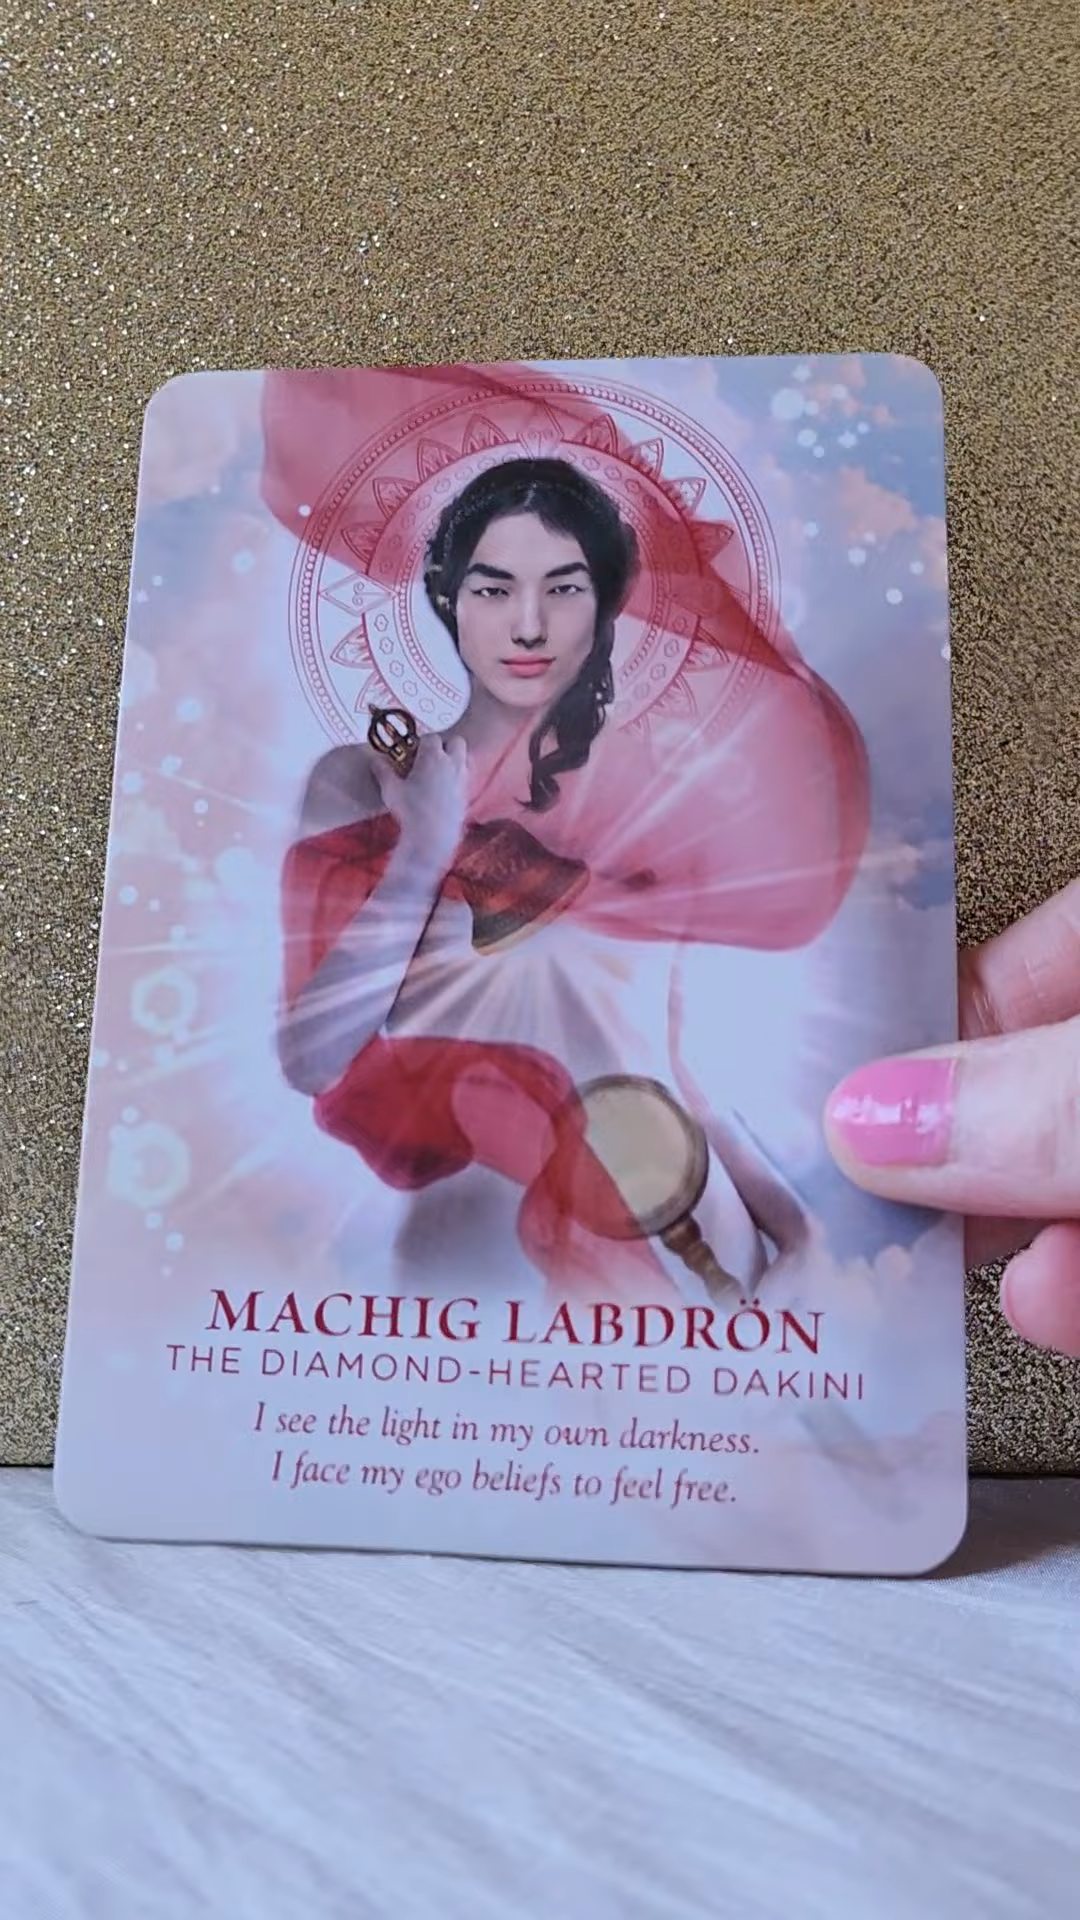 MACHIG LABDRÖN
THE DIAMOND-HEARTED DAKINI
I see the light in my own darkness.
I face my ego beliefs to feel free.